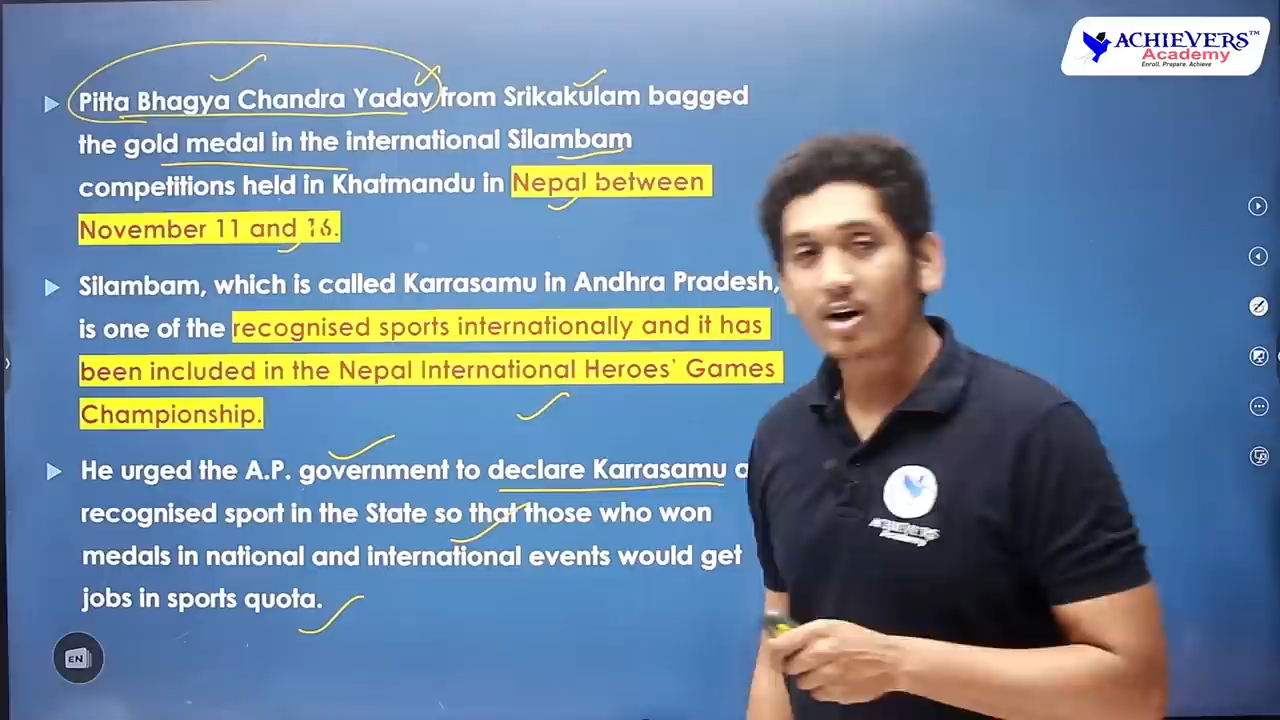 ACHIEVERS™
Academy
Enroll. Prepare. Achieve
Pitta Bhagya Chandra Yadav from Srikakulam bagged
the gold medal in the international Silambam
competitions held in Khatmandu in Nepal between
November 11 and 16.
Silambam, which is called Karrasamu in Andhra Pradesh,
is one of the recognised sports internationally and it has
been included in the Nepal International Heroes' Games
Championship.
He urged the A.P. government to declare Karrasamu a
recognised sport in the State so that those who won
medals in national and international events would get
jobs in sports quota.
EN
ACHIEVERS
Academy